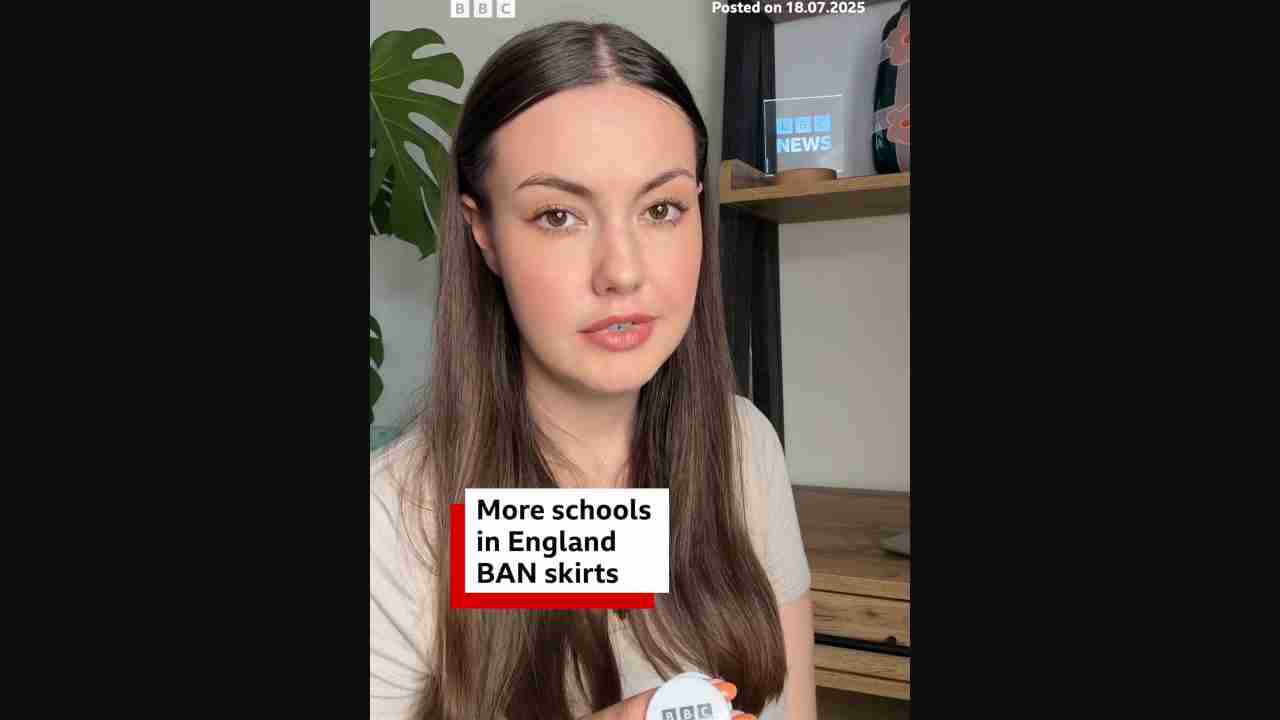 BBC
Posted on 18.07.2025
BBC
NEWS
More schools
in England
BAN skirts
BBC